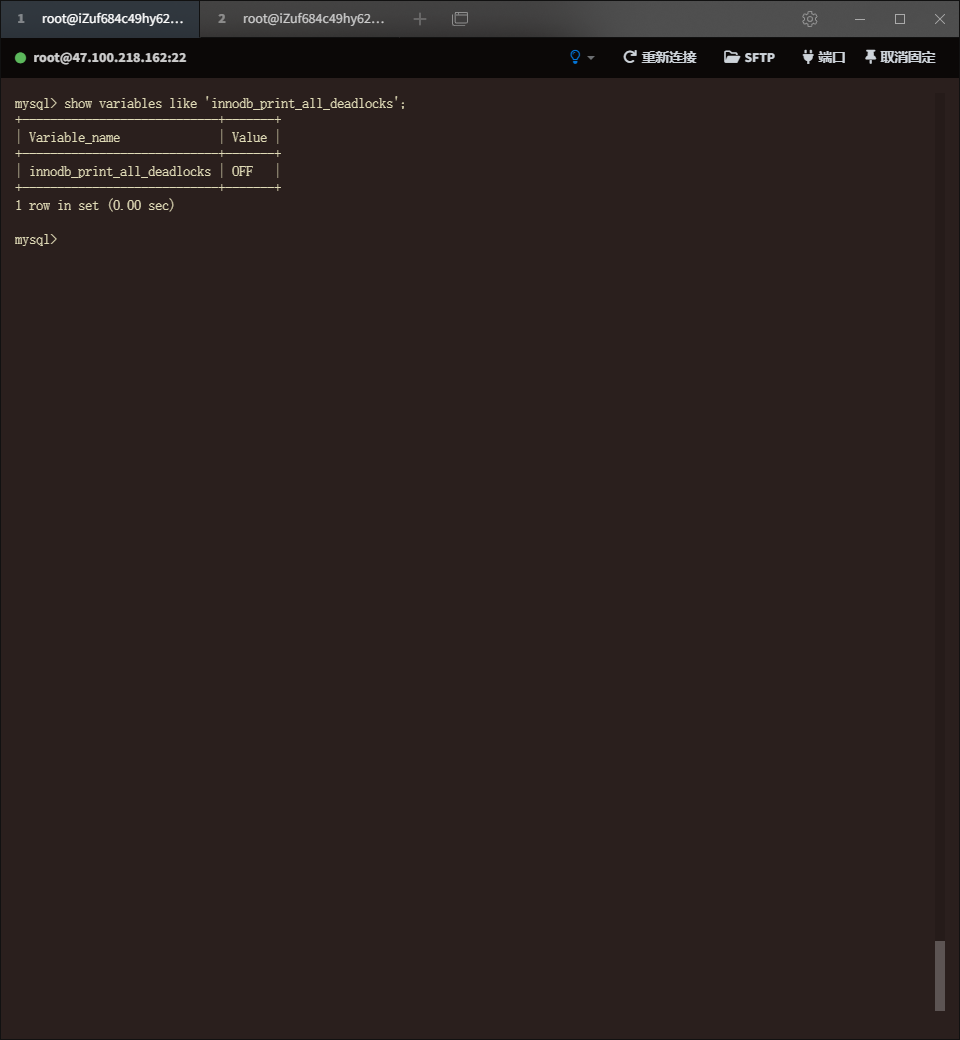 1 root@iZuf684c49hy62... 2 root@iZuf684c49hy62...
root@47.100.218.162:22 重新连接 SFTP 端口 取消固定
mysql> show variables like 'innodb_print_all_deadlocks';
+----------------------------+-------+
| Variable_name              | Value |
+----------------------------+-------+
| innodb_print_all_deadlocks | OFF   |
+----------------------------+-------+
1 row in set (0.00 sec)
mysql>